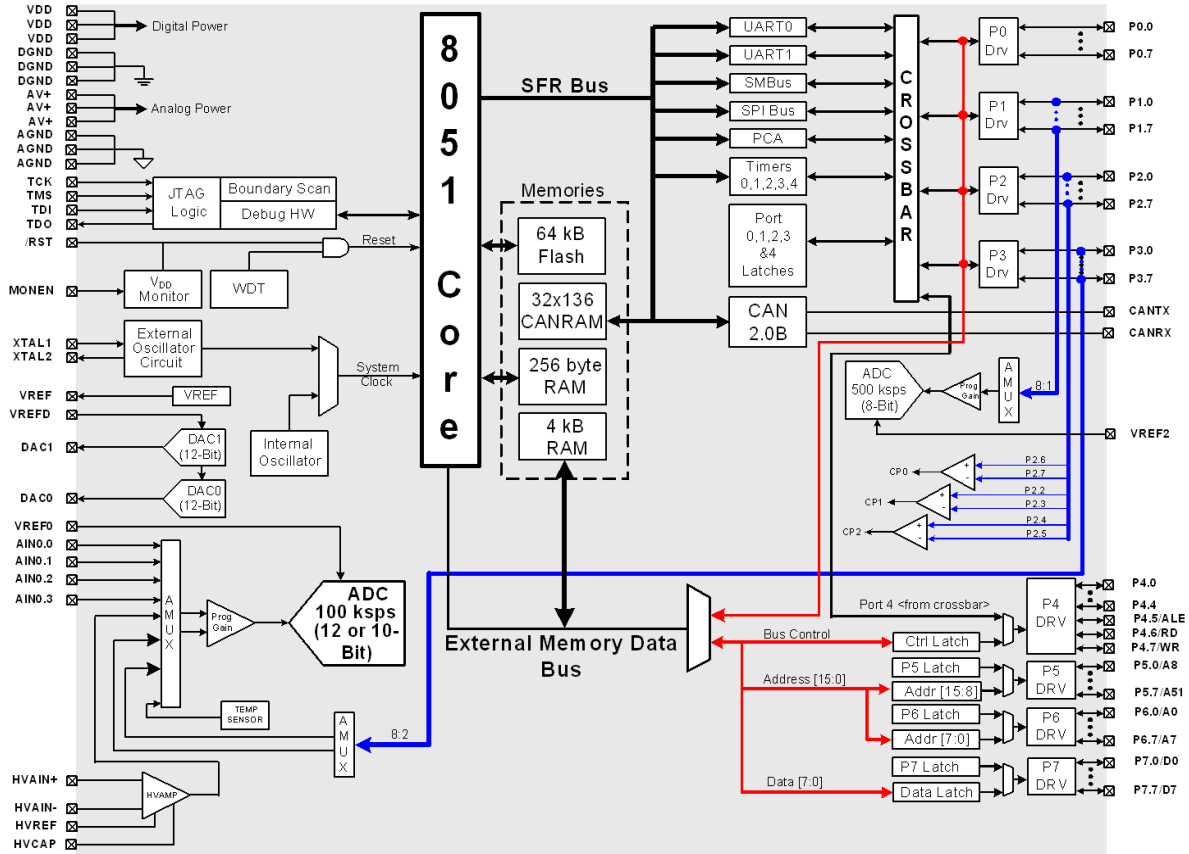 VDD
VDD
VDD
DGND
DGND
DGND
AV+
AV+
AV+
AGND
AGND
AGND
TCK
TMS
TDI
TDO
/RST
MONEN
XTAL1
XTAL2
VREF
VREFD
DAC1
DAC0
VREF0
AIN0.0
AIN0.1
AIN0.2
AIN0.3
HVAIN+
HVAIN-
HVREF
HVCAP
Digital Power
Analog Power
JTAG
Logic
Boundary Scan
Debug HW
Reset
VDD
Monitor
WDT
External
Oscillator
Circuit
System
Clock
VREF
Internal
Oscillator
DAC1
(12-Bit)
DAC0
(12-Bit)
AMUX
Prog
Gain
ADC
100 ksps
(12 or 10-
Bit)
TEMP
SENSOR
AMUX
8:2
HVAMP
8051 Core
SFR Bus
Memories
64 kB
Flash
32x136
CANRAM
256 byte
RAM
4 kB
RAM
External Memory Data
Bus
UART0
UART1
SMBus
SPI Bus
PCA
Timers
0,1,2,3,4
Port
0,1,2,3
&4
Latches
CAN
2.0B
CROSSBAR
P0
Drv
P1
Drv
P2
Drv
P3
Drv
P0.0
P0.7
P1.0
P1.7
P2.0
P2.7
P3.0
P3.7
CANTX
CANRX
ADC
500 ksps
(8-Bit)
Prog
Gain
AMUX
8:1
VREF2
CP0
+
-
P2.6
P2.7
CP1
+
-
P2.2
P2.3
CP2
+
-
P2.4
P2.5
Port 4 <from crossbar>
Bus Control
Ctrl Latch
P4
DRV
P4.0
P4.4
P4.5/ALE
P4.6/RD
P4.7/WR
Address [15:0]
P5 Latch
Addr [15:8]
P5
DRV
P5.0/A8
P5.7/A51
P6 Latch
Addr [7:0]
P6
DRV
P6.0/A0
P6.7/A7
Data [7:0]
P7 Latch
Data Latch
P7
DRV
P7.0/D0
P7.7/D7